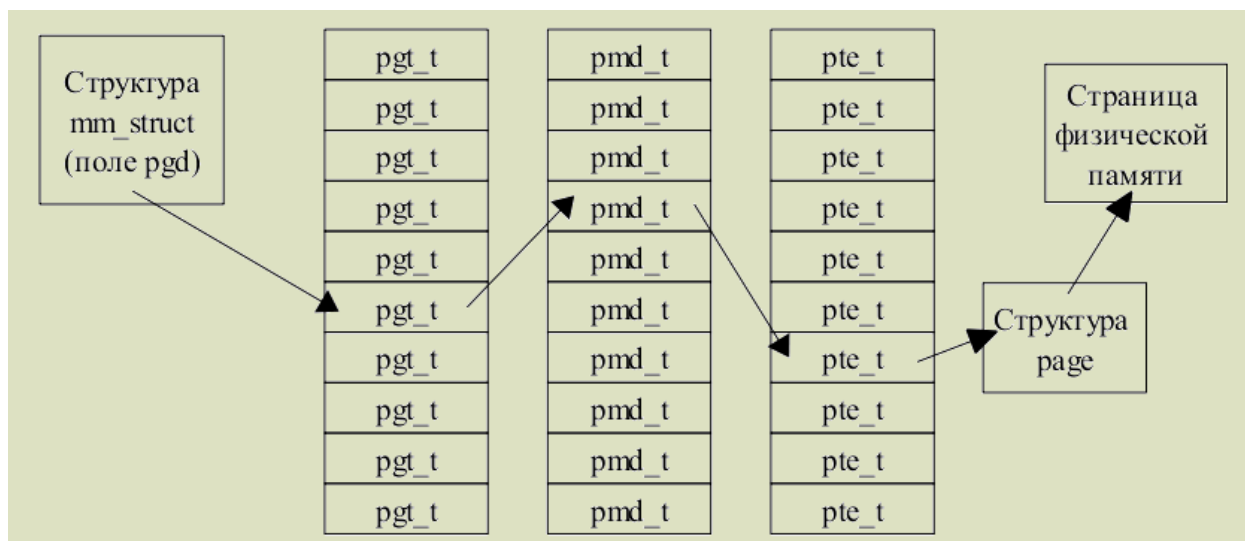 Структура
mm_struct
(поле pgd)
pgt_t
pgt_t
pgt_t
pgt_t
pgt_t
pgt_t
pgt_t
pgt_t
pgt_t
pgt_t
pmd_t
pmd_t
pmd_t
pmd_t
pmd_t
pmd_t
pmd_t
pmd_t
pmd_t
pmd_t
pte_t
pte_t
pte_t
pte_t
pte_t
pte_t
pte_t
pte_t
pte_t
pte_t
Структура
page
Страница
физической
памяти